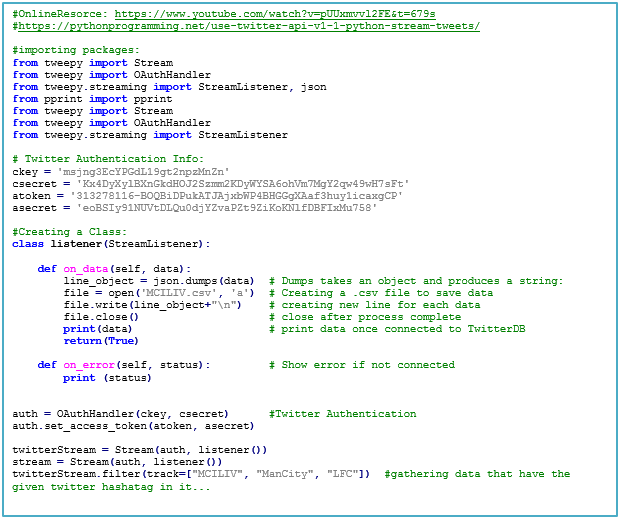 #OnlineResorce: https://www.youtube.com/watch?v=pUUxmvvl2FE&t=679s
#https://pythonprogramming.net/use-twitter-api-v1-1-python-stream-tweets/
#importing packages:
from tweepy import Stream
from tweepy import OAuthHandler
from tweepy.streaming import StreamListener, json
from pprint import pprint
from tweepy import Stream
from tweepy import OAuthHandler
from tweepy.streaming import StreamListener
# Twitter Authentication Info:
ckey = 'msjng3EcYPGdL19gt2npzMnZn'
csecret = 'Kx4DyXylBXnGkdHOJ2Szmm2KDyWYSA6ohVm7MgY2qw49wH7sFt'
atoken = '313278116-BOQBiDPukATJAjxbWP4BHGGgXAaf3huy1icaxgCP'
asecret = 'eoBSIy91NUVtDLQuOdjYZvaPZt9ZiKoKNlfDBFIxMu758'
#Creating a Class:
class listener(StreamListener):
def on_data(self, data):
line_object = json.dumps(data) # Dumps takes an object and produces a string:
file = open('MCILIV.csv', 'a') # Creating a .csv file to save data
file.write(line_object+"\n") # creating new line for each data
file.close() # close after process complete
print(data) # print data once connected to TwitterDB
return(True)
def on_error(self, status): # Show error if not connected
print (status)
auth = OAuthHandler(ckey, csecret) #Twitter Authentication
auth.set_access_token(atoken, asecret)
twitterStream = Stream(auth, listener())
stream = Stream(auth, listener())
twitterStream.filter(track=["MCILIV", "ManCity", "LFC"]) #gathering data that have the
given twitter hashatag in it...